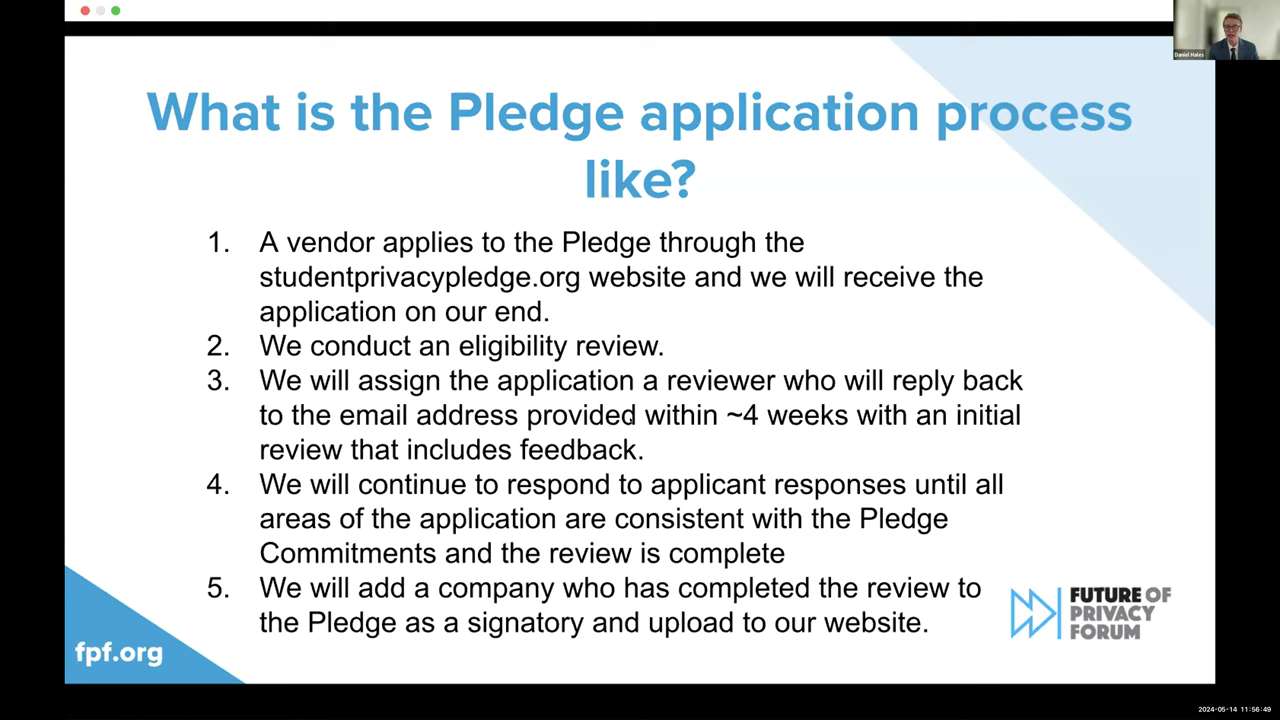 Daniel Hales
What is the Pledge application process
like?
1. A vendor applies to the Pledge through the
studentprivacypledge.org website and we will receive the
application on our end.
2. We conduct an eligibility review.
3. We will assign the application a reviewer who will reply back
to the email address provided within ~4 weeks with an initial
review that includes feedback.
4. We will continue to respond to applicant responses until all
areas of the application are consistent with the Pledge
Commitments and the review is complete
5. We will add a company who has completed the review to
the Pledge as a signatory and upload to our website.
FUTURE OF
PRIVACY
FORUM
fpf.org
2024-05-14 11:56:49